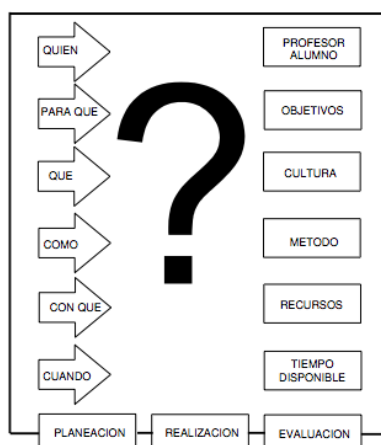 QUIEN
PROFESOR
ALUMNO
PARA QUE
OBJETIVOS
QUE
CULTURA
?
COMO
METODO
CON QUE
RECURSOS
CUANDO
TIEMPO
DISPONIBLE
PLANEACION
REALIZACION
EVALUACION